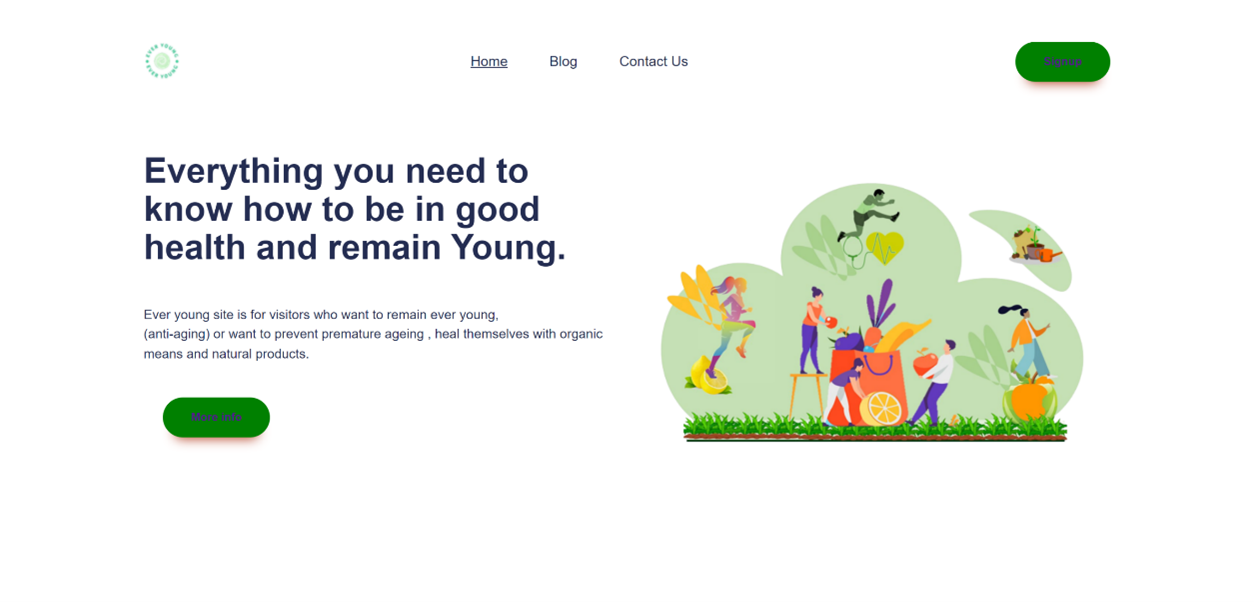 EVER YOUNG
EVER YOUNG
Home
Blog
Contact Us
Signup
Everything you need to
know how to be in good
health and remain Young.
Ever young site is for visitors who want to remain ever young,
(anti-aging) or want to prevent premature ageing , heal themselves with organic
means and natural products.
More info